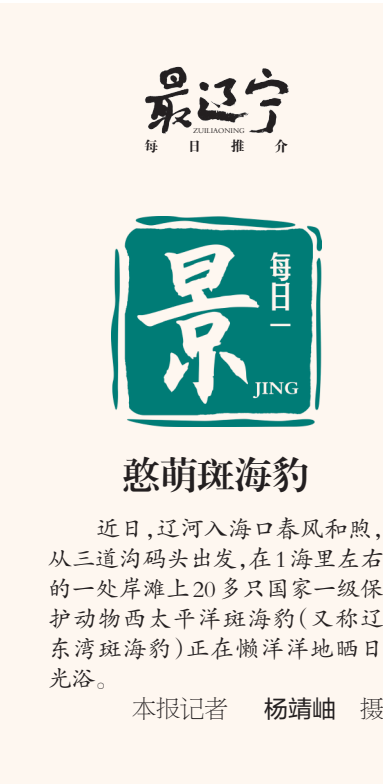 最辽宁
ZUILIAONING
每日推介
景
每日一
JING
憨萌斑海豹
近日,辽河入海口春风和煦,
从三道沟码头出发,在1海里左右
的一处岸滩上20多只国家一级保
护动物西太平洋斑海豹(又称辽
东湾斑海豹)正在懒洋洋地晒日
光浴。
本报记者 杨靖岫 摄